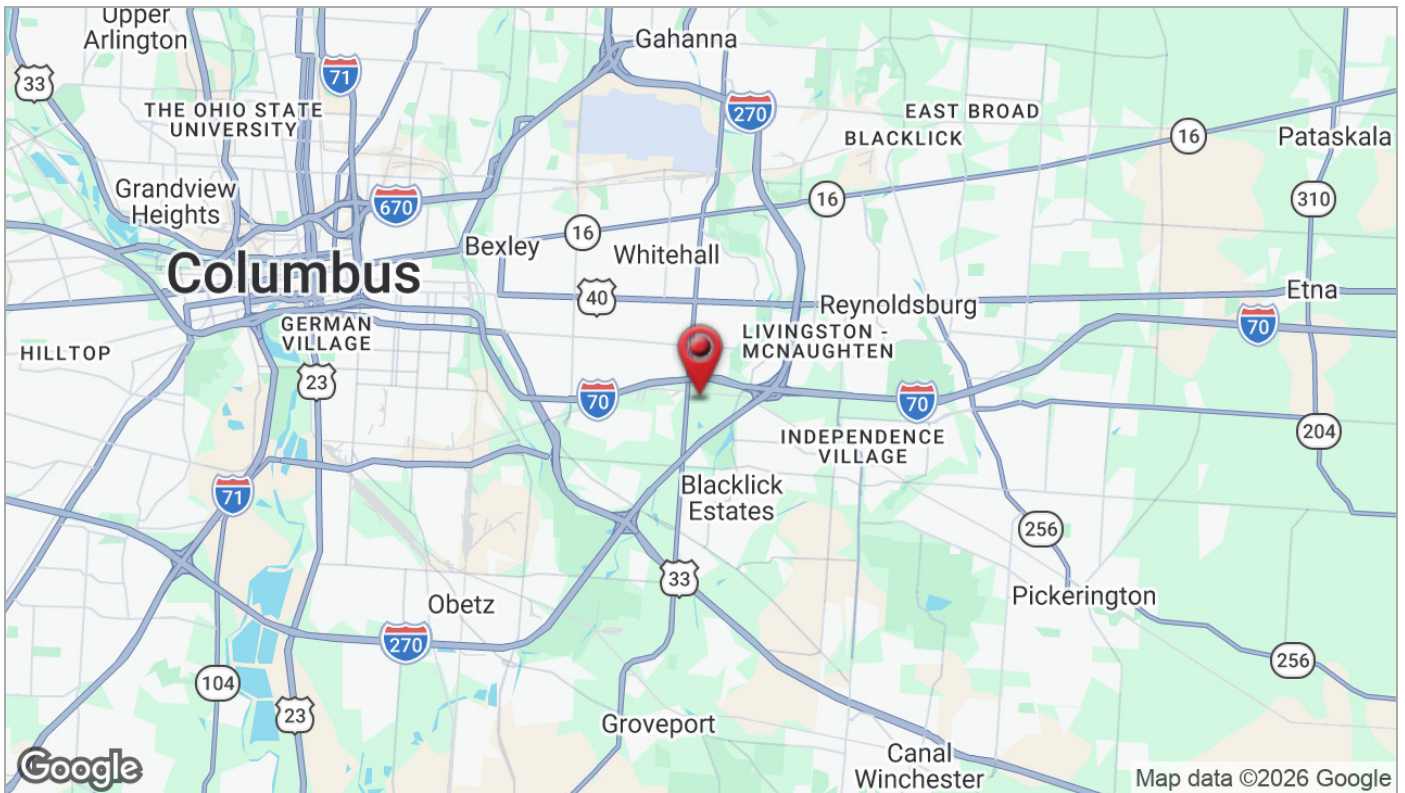 Upper
Arlington
Gahanna
33
71
THE OHIO STATE
UNIVERSITY
270
EAST BROAD
BLACKLICK
16
Pataskala
Grandview
Heights
670
16
310
16
Bexley
Whitehall
Columbus
40
Reynoldsburg
Etna
GERMAN
VILLAGE
LIVINGSTON -
MCNAUGHTEN
70
HILLTOP
23
70
70
204
INDEPENDENCE
VILLAGE
71
Blacklick
Estates
256
33
Pickerington
Obetz
270
256
104
23
Groveport
Canal
Winchester
Google
Map data ©2026 Google